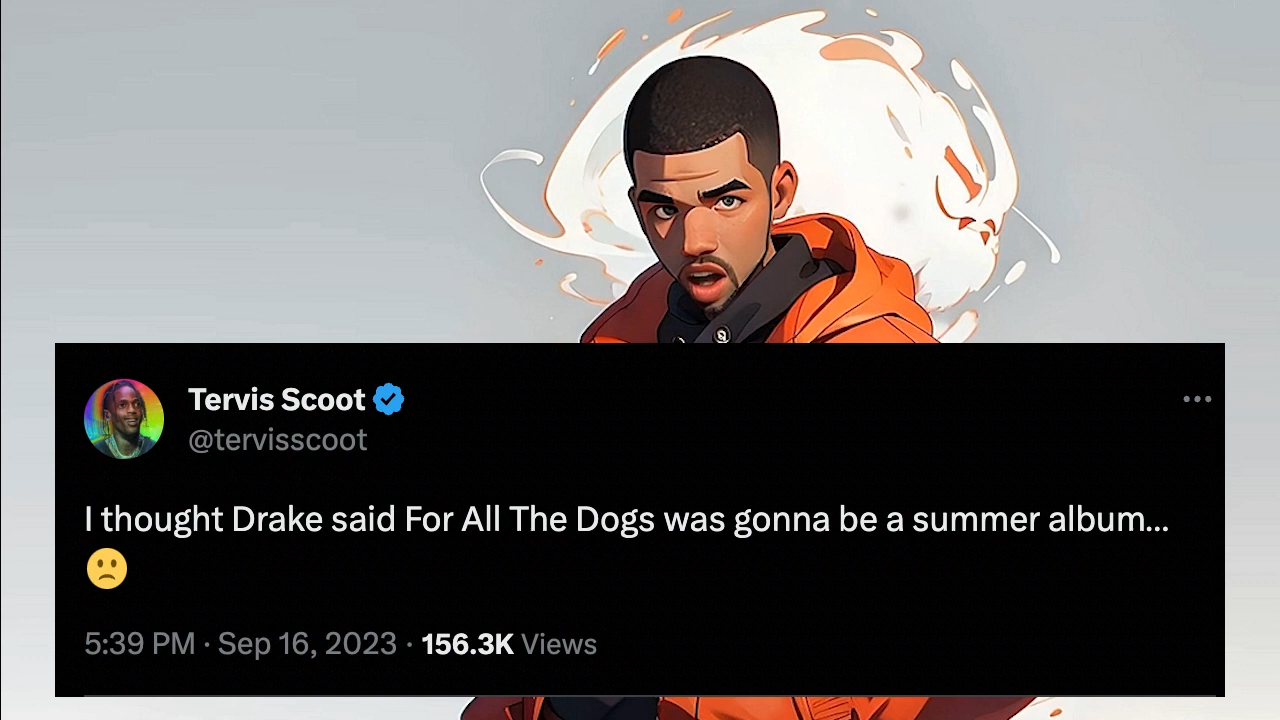 Tervis Scoot
@tervisscoot
I thought Drake said For All The Dogs was gonna be a summer album...
🙁
5:39 PM · Sep 16, 2023 · 156.3K Views